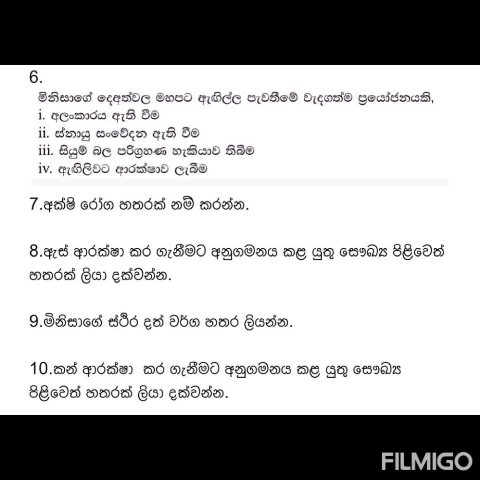 6.
මිනිසාගේ දෙඅත්වල මහපට ඇඟිල්ල පැවතීමේ වැදගත්ම ප්‍රයෝජනයකි,
i. අලංකාරය ඇති වීම
ii. ස්නායු සංවේදන ඇති වීම
iii. සියුම් බල පරිග්‍රහණ හැකියාව තිබීම
iv. ඇඟිලිවට ආරක්ෂාව ලැබීම
7.අක්ෂි රෝග හතරක් නම් කරන්න.
8.ඇස් ආරක්ෂා කර ගැනීමට අනුගමනය කළ යුතු සෞඛ්‍ය පිළිවෙත්
හතරක් ලියා දක්වන්න.
9.මිනිසාගේ ස්ථිර දත් වර්ග හතර ලියන්න.
10.කන් ආරක්ෂා කර ගැනීමට අනුගමනය කළ යුතු සෞඛ්‍ය
පිළිවෙත් හතරක් ලියා දක්වන්න.
FILMIGO